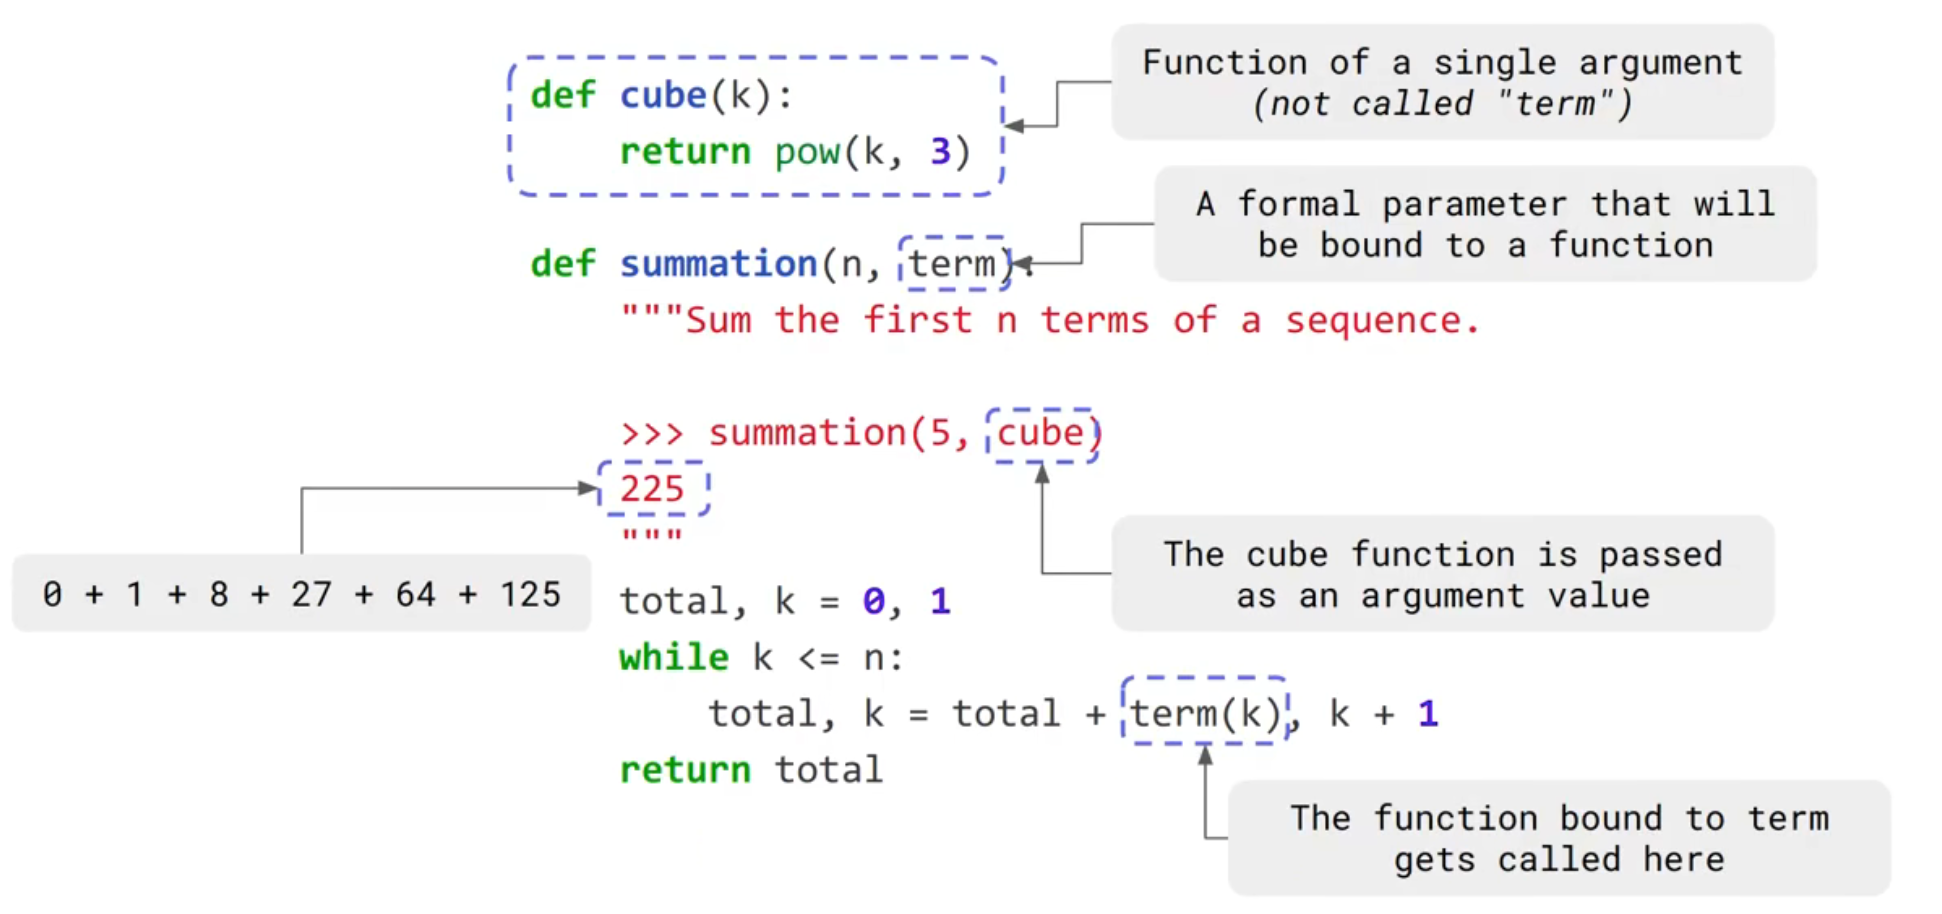 def cube(k):
    return pow(k, 3)
Function of a single argument
(not called "term")
def summation(n, term):
A formal parameter that will
be bound to a function
    """Sum the first n terms of a sequence.
    >>> summation(5, cube)
    225
    """
0 + 1 + 8 + 27 + 64 + 125
The cube function is passed
as an argument value
    total, k = 0, 1
    while k <= n:
        total, k = total + term(k), k + 1
    return total
The function bound to term
gets called here